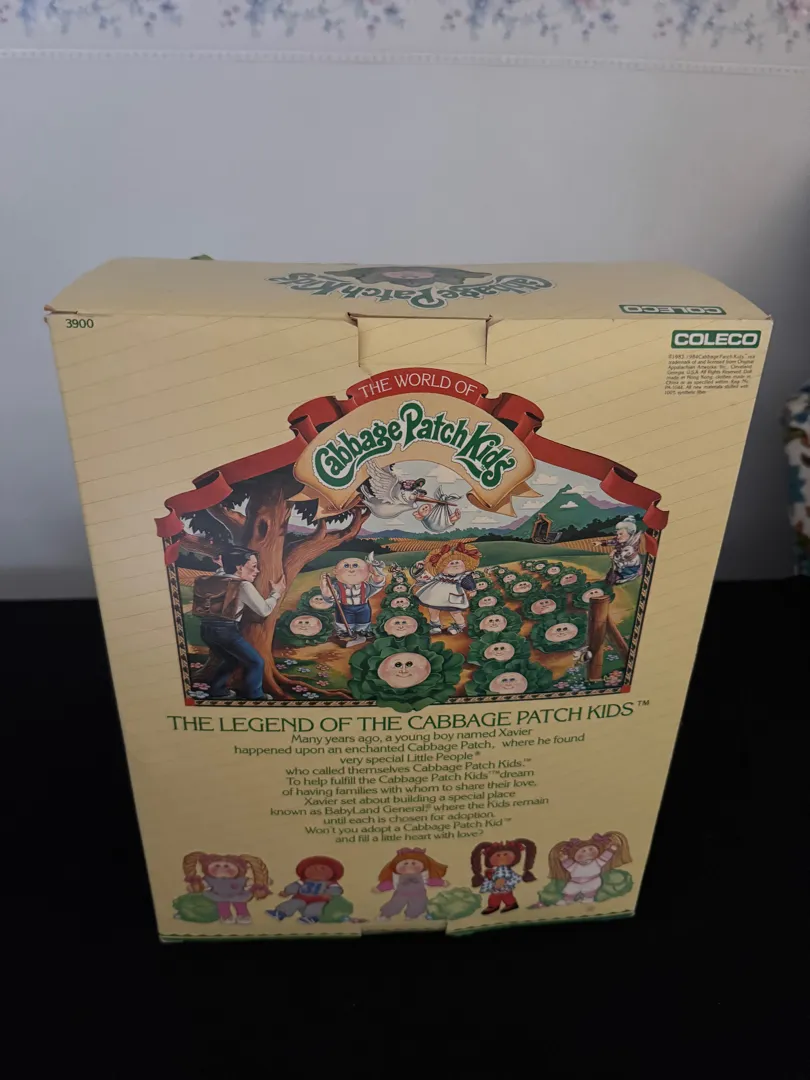 Cabbage Patch Kids
COLECO
3900
COLECO
THE WORLD OF
Cabbage Patch Kids
THE LEGEND OF THE CABBAGE PATCH KIDS™
Many years ago, a young boy named Xavier
happened upon an enchanted Cabbage Patch, where he found
very special Little People®
who called themselves Cabbage Patch Kids.™
To help fulfill the Cabbage Patch Kids™ dream
of having families with whom to share their love,
Xavier set about building a special place
known as BabyLand General,® where the Kids remain
until each is chosen for adoption.
Won't you adopt a Cabbage Patch Kid™
and fill a little heart with love?